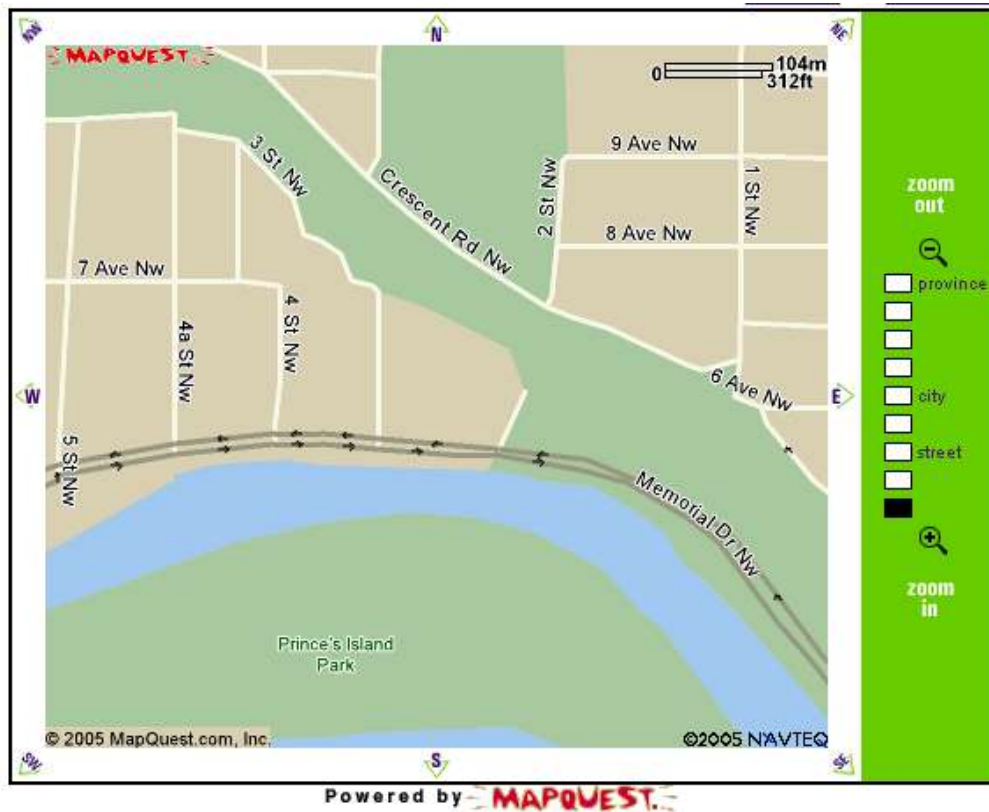 NW
N
NE
MAPQUEST.
0 104m
312ft
9 Ave Nw
3 St Nw
Crescent Rd Nw
2 St Nw
1 St Nw
zoom
out
8 Ave Nw
7 Ave Nw
province
4 St Nw
4a St Nw
W
6 Ave Nw
E
city
5 St Nw
street
Memorial Dr Nw
zoom
in
Prince's Island
Park
© 2005 MapQuest.com, Inc.
©2005 NAVTEQ
SW
S
SE
Powered by MAPQUEST.